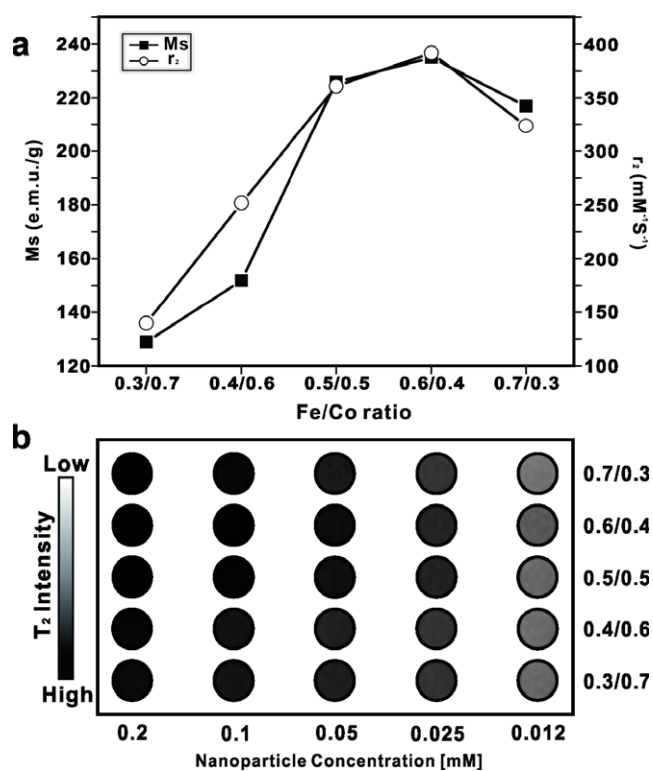 a
Ms
r₂
240
220
200
180
160
140
120
Ms (e.m.u./g)
400
350
300
250
200
150
100
r₂ (mM⁻¹S⁻¹)
0.3/0.7 0.4/0.6 0.5/0.5 0.6/0.4 0.7/0.3
Fe/Co ratio
b
Low
T₂ Intensity
High
0.7/0.3
0.6/0.4
0.5/0.5
0.4/0.6
0.3/0.7
0.2 0.1 0.05 0.025 0.012
Nanoparticle Concentration [mM]